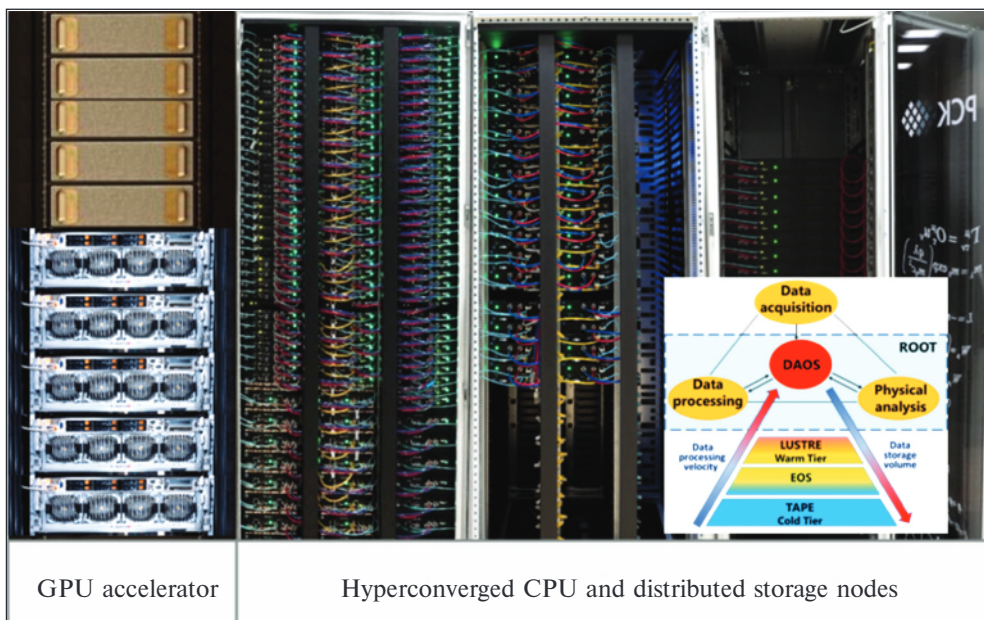 PCK
Data
acquisition
ROOT
DAOS
Data
processing
Physical
analysis
Data
processing
velocity
LUSTRE
Warm Tier
EOS
TAPE
Cold Tier
Data
storage
volume
GPU accelerator
Hyperconverged CPU and distributed storage nodes